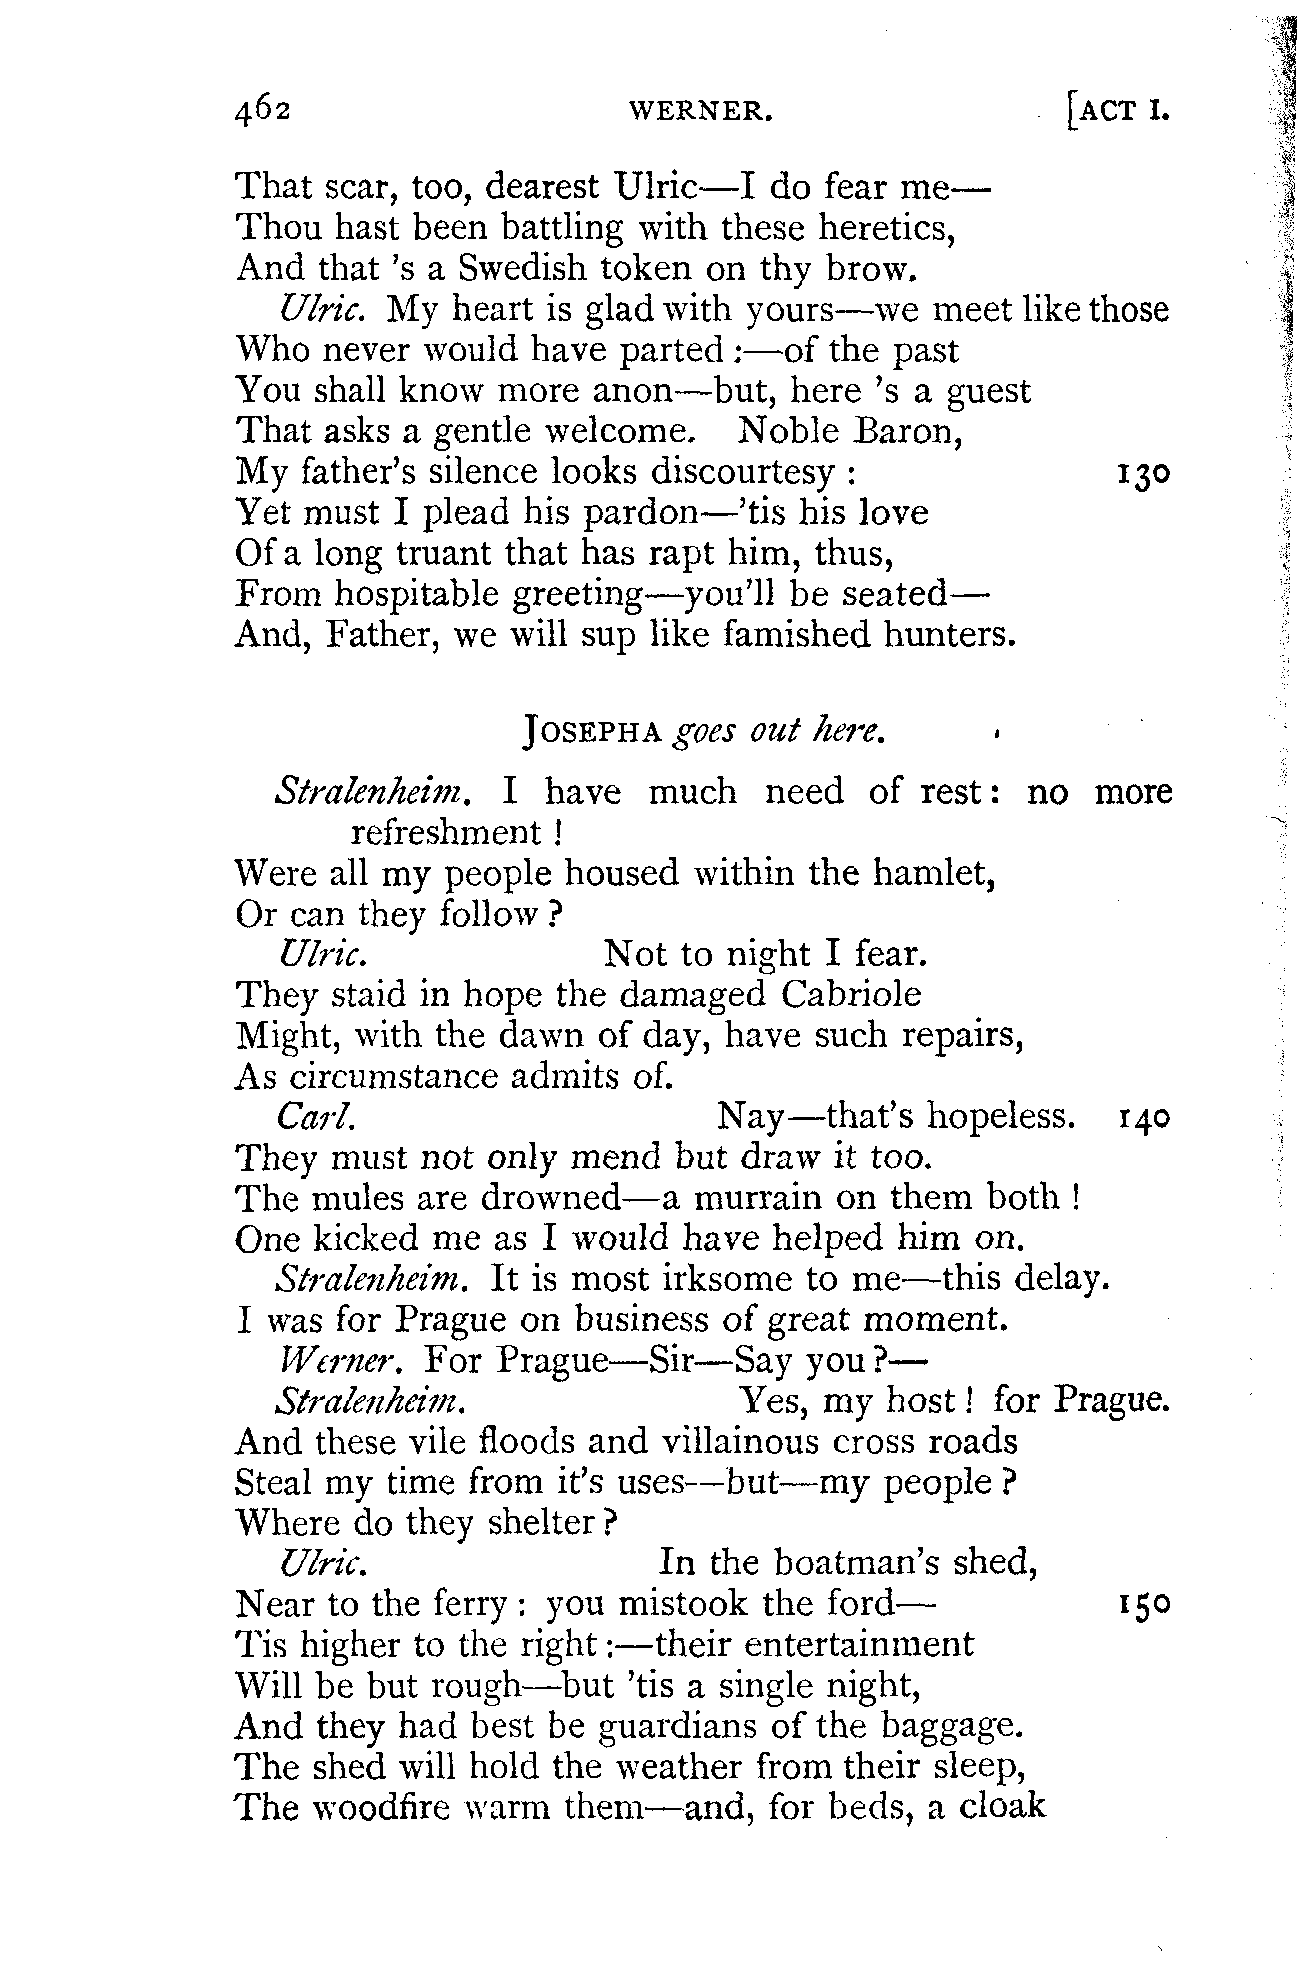 462 WERNER. [ACT I.
That scar, too, dearest Ulric—I do fear me—
Thou hast been battling with these heretics,
And that 's a Swedish token on thy brow.
Ulric. My heart is glad with yours—we meet like those
Who never would have parted :—of the past
You shall know more anon—but, here 's a guest
That asks a gentle welcome. Noble Baron,
My father's silence looks discourtesy : 130
Yet must I plead his pardon—'tis his love
Of a long truant that has rapt him, thus,
From hospitable greeting—you'll be seated—
And, Father, we will sup like famished hunters.
JOSEPHA goes out here.
Stralenheim. I have much need of rest : no more
refreshment !
Were all my people housed within the hamlet,
Or can they follow ?
Ulric. Not to night I fear.
They staid in hope the damaged Cabriole
Might, with the dawn of day, have such repairs,
As circumstance admits of.
Carl. Nay—that's hopeless. 140
They must not only mend but draw it too.
The mules are drowned—a murrain on them both !
One kicked me as I would have helped him on.
Stralenheim. It is most irksome to me—this delay.
I was for Prague on business of great moment.
Werner. For Prague—Sir—Say you ?—
Stralenheim. Yes, my host ! for Prague.
And these vile floods and villainous cross roads
Steal my time from it's uses—but—my people ?
Where do they shelter ?
Ulric. In the boatman's shed,
Near to the ferry : you mistook the ford— 150
Tis higher to the right :—their entertainment
Will be but rough—but 'tis a single night,
And they had best be guardians of the baggage.
The shed will hold the weather from their sleep,
The woodfire warm them—and, for beds, a cloak